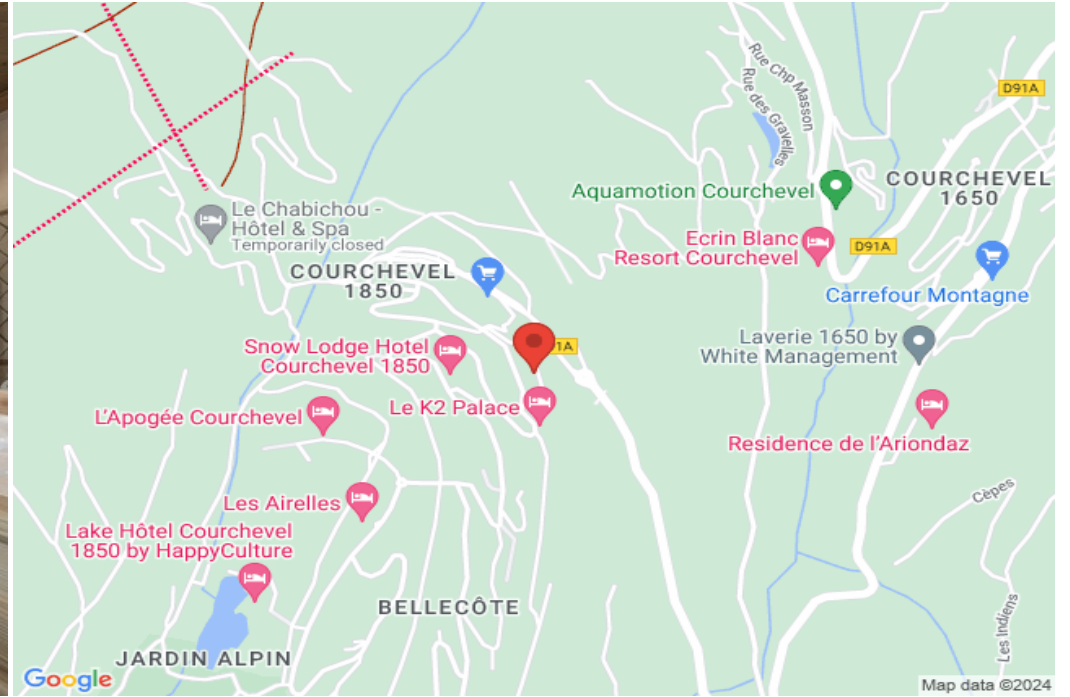 Rue Chp Masson
Rue des Gravelles
D91A
Aquamotion Courchevel
COURCHEVEL
1650
Le Chabichou -
Hôtel & Spa
Temporarily closed
Ecrin Blanc
Resort Courchevel
D91A
COURCHEVEL
1850
Carrefour Montagne
Snow Lodge Hotel
Courchevel 1850
1A
Laverie 1650 by
White Management
L'Apogée Courchevel
Le K2 Palace
Residence de l'Ariondaz
Les Airelles
Cèpes
Lake Hôtel Courchevel
1850 by HappyCulture
BELLECÔTE
Les Indiens
JARDIN ALPIN
Google
Map data ©2024